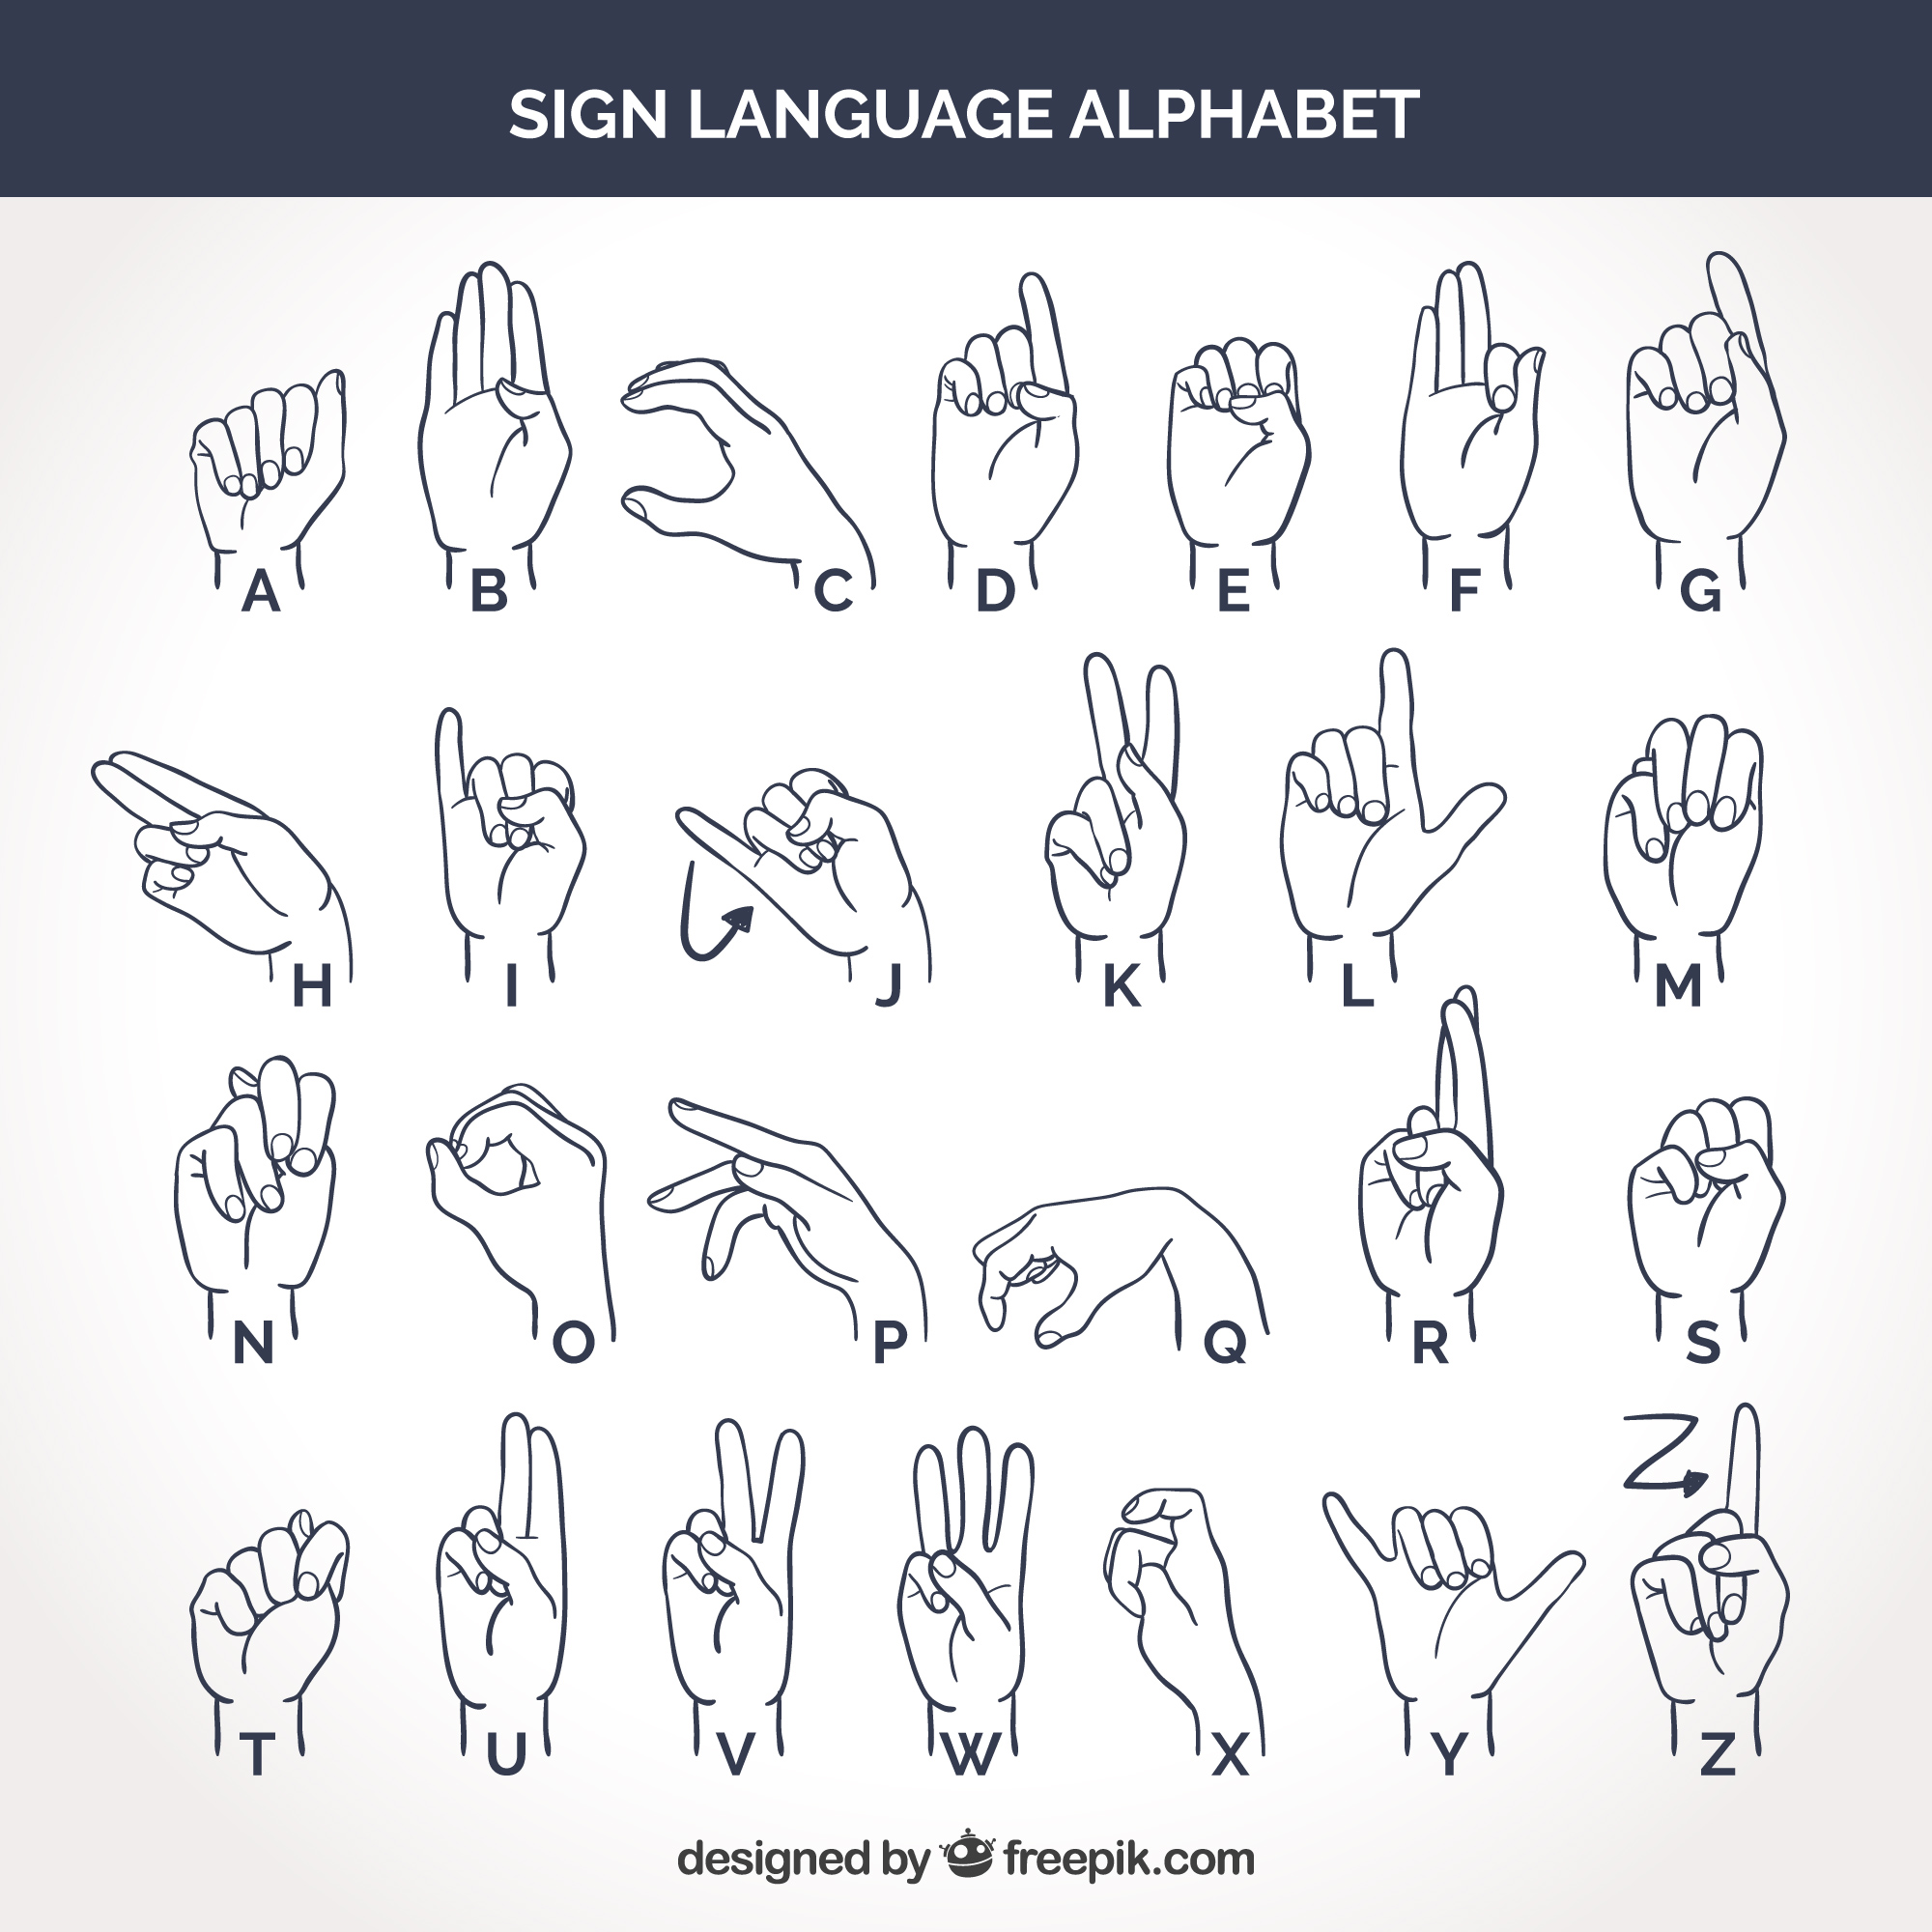 SIGN LANGUAGE ALPHABET
A B C D E F G
H I J K L M
N O P Q R S
Z
T U V W X Y Z
designed by freepik.com